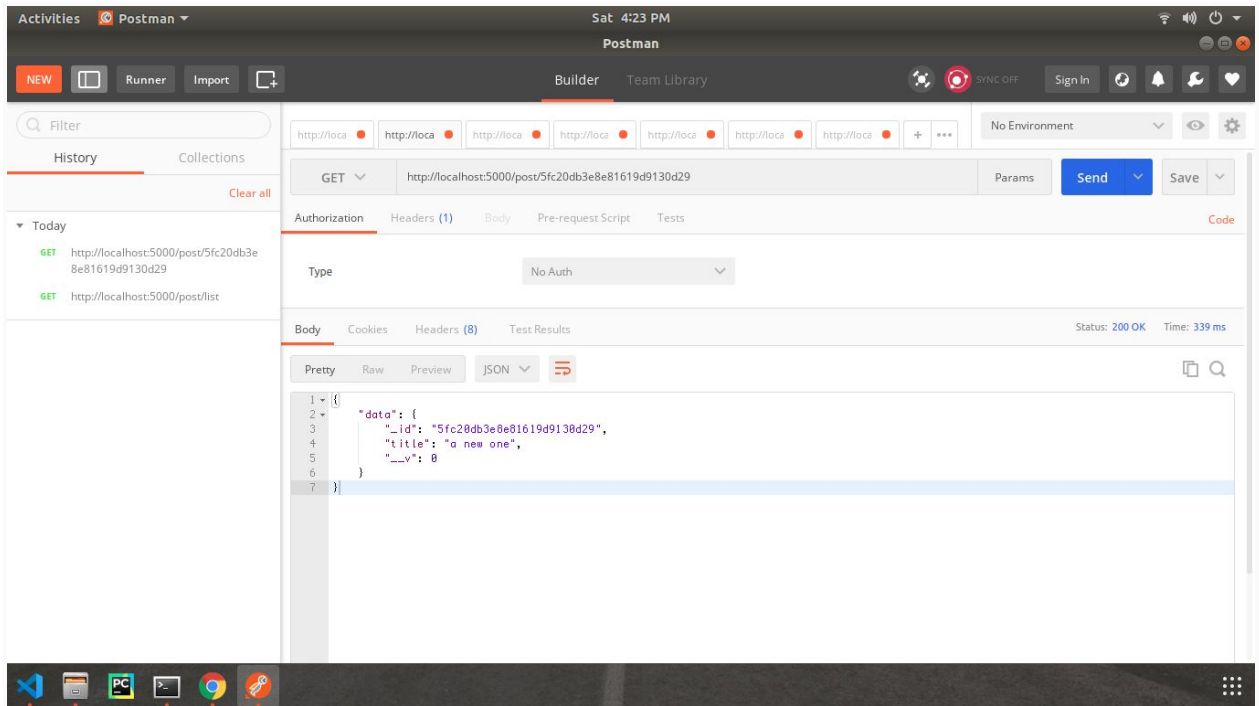 Activities Postman Sat 4:23 PM
Postman
NEW Runner Import Builder Team Library SYNC OFF Sign In
Filter
History Collections
Clear all
Today
GET http://localhost:5000/post/5fc20db3e
8e81619d9130d29
GET http://localhost:5000/post/list
http://loca http://loca http://loca http://loca http://loca http://loca http://loca + ••• No Environment
GET http://localhost:5000/post/5fc20db3e8e81619d9130d29 Params Send Save
Authorization Headers (1) Body Pre-request Script Tests Code
Type No Auth
Body Cookies Headers (8) Test Results Status: 200 OK Time: 339 ms
Pretty Raw Preview JSON
1 {
2 "data": {
3 "_id": "5fc20db3e8e81619d9130d29",
4 "title": "a new one",
5 "__v": 0
6 }
7 }
PC